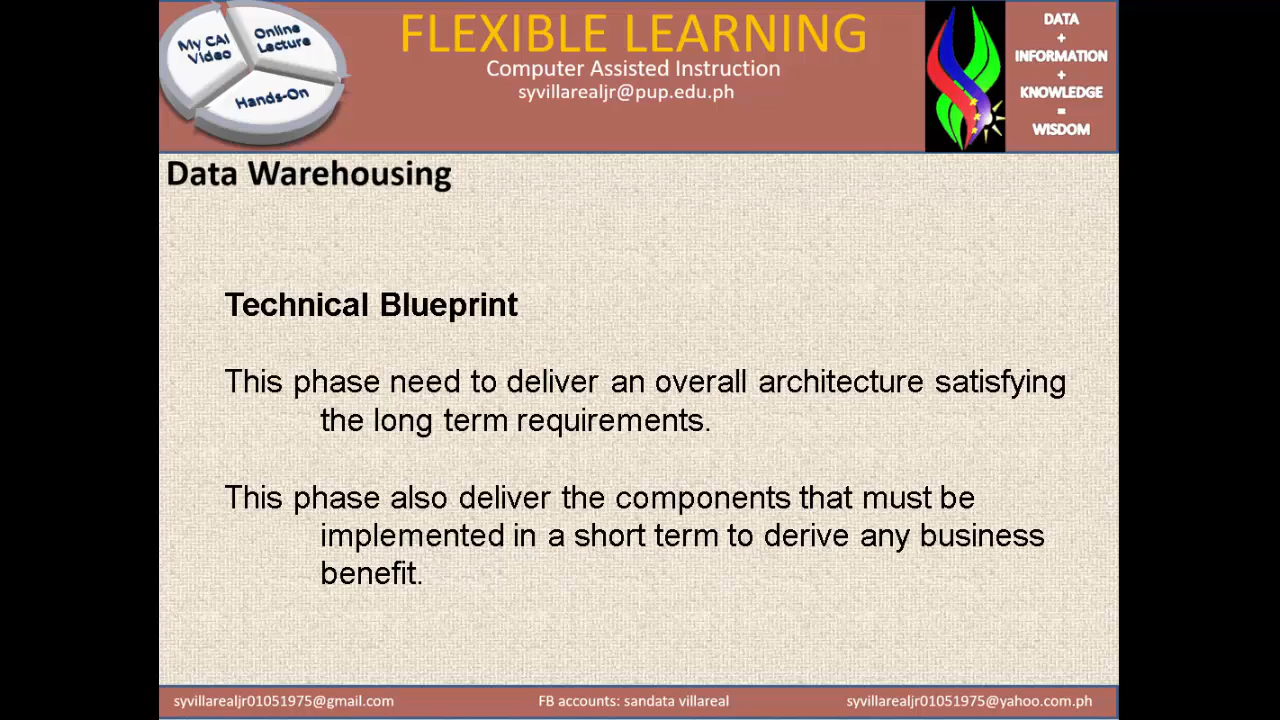 My CAI
Video
Online
Lecture
Hands-On
FLEXIBLE LEARNING
Computer Assisted Instruction
syvillarealjr@pup.edu.ph
DATA
+
INFORMATION
+
KNOWLEDGE
=
WISDOM
Data Warehousing
Technical Blueprint
This phase need to deliver an overall architecture satisfying
the long term requirements.
This phase also deliver the components that must be
implemented in a short term to derive any business
benefit.
syvillarealjr01051975@gmail.com
FB accounts: sandata villareal
syvillarealjr01051975@yahoo.com.ph